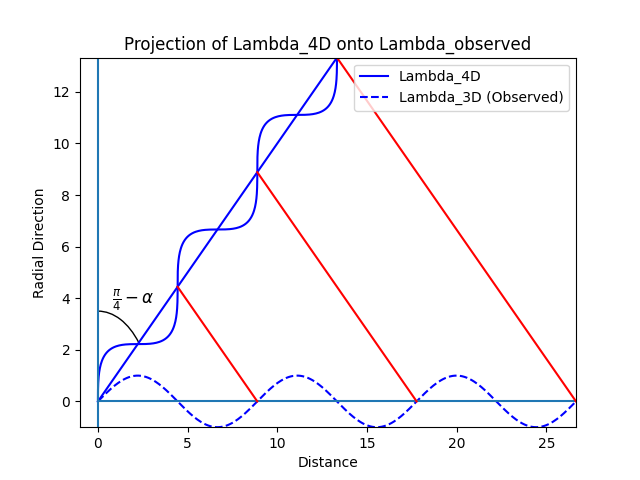 Projection of Lambda_4D onto Lambda_observed
Lambda_4D
Lambda_3D (Observed)
12
10
8
6
4
2
0
Radial Direction
π/4 − α
0 5 10 15 20 25
Distance